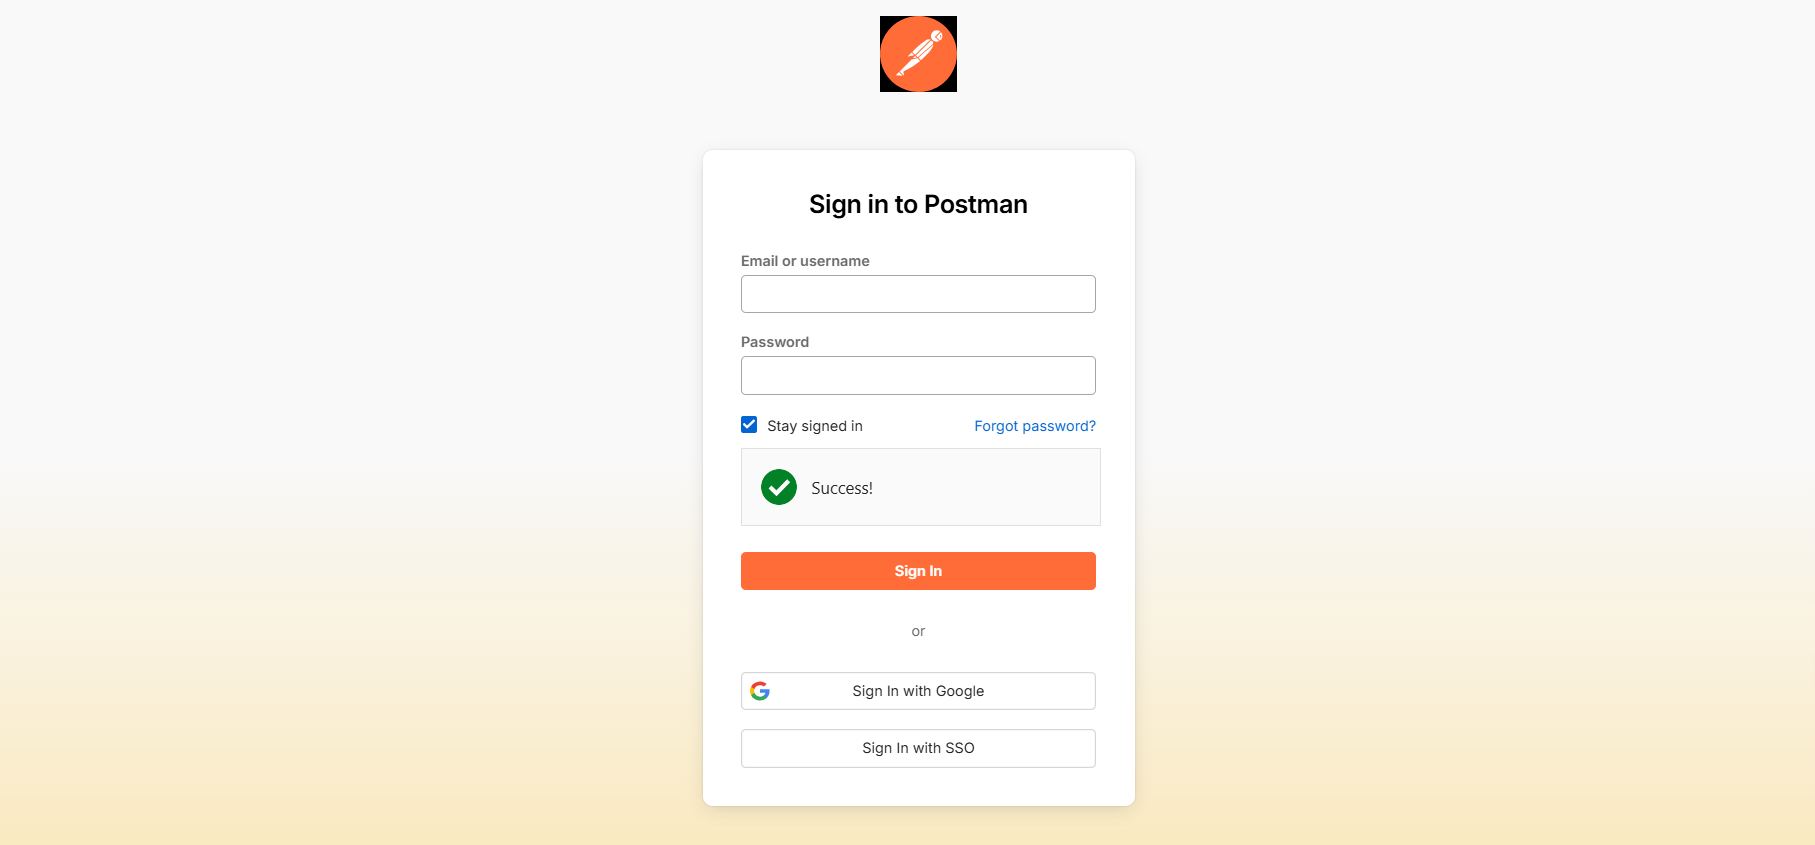 Sign in to Postman
Email or username
Password
Stay signed in
Forgot password?
Success!
Sign In
or
Sign In with Google
Sign In with SSO